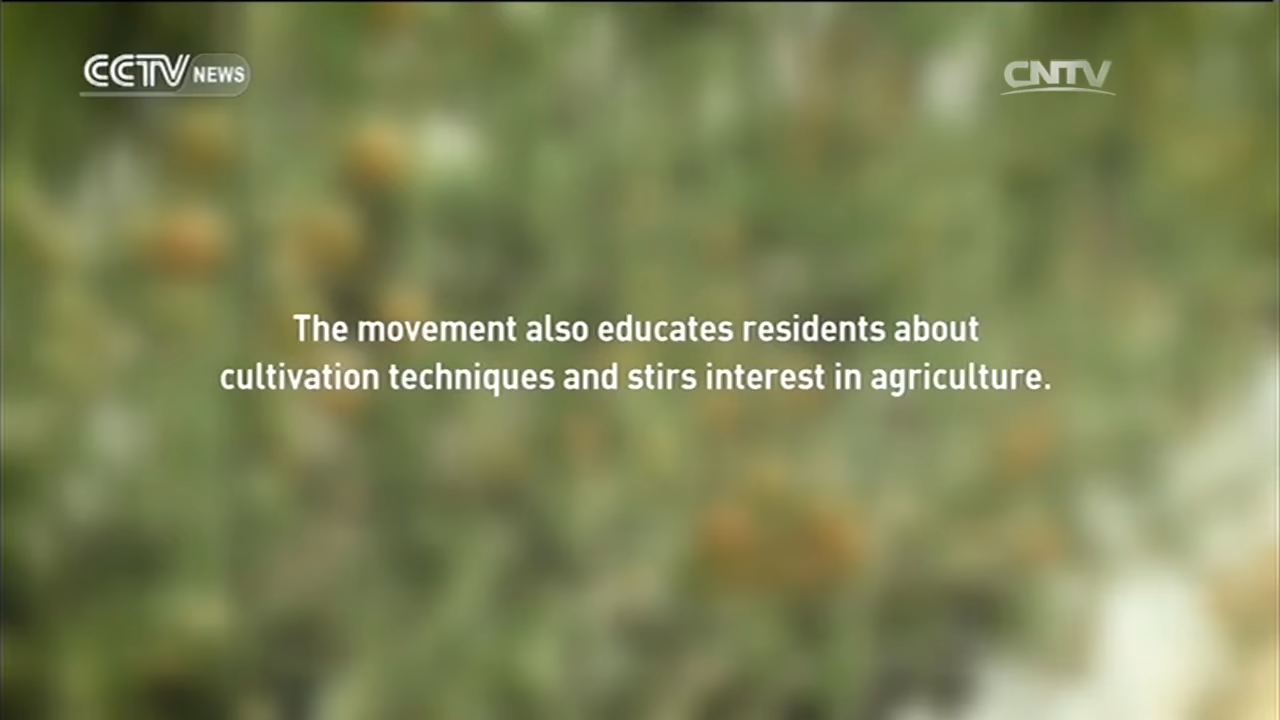 CCTV NEWS
CNTV
The movement also educates residents about
cultivation techniques and stirs interest in agriculture.